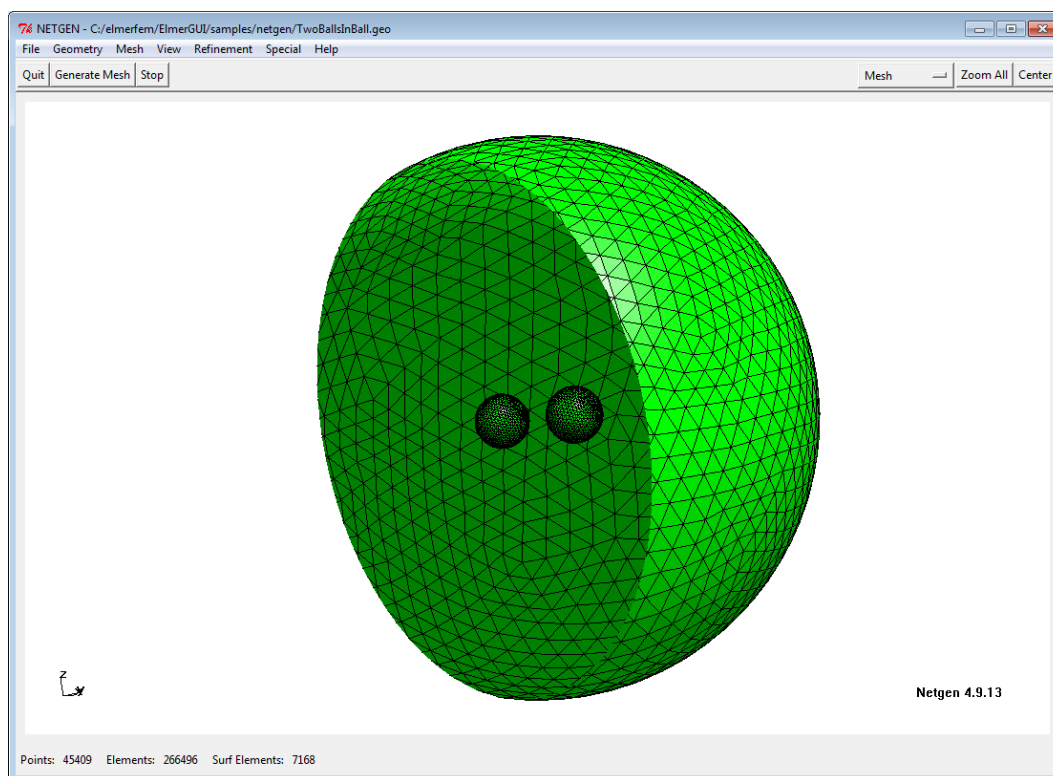 NETGEN - C:/elmerfem/ElmerGUI/samples/netgen/TwoBallsInBall.geo
File Geometry Mesh View Refinement Special Help
Quit Generate Mesh Stop Mesh Zoom All Center
z
Netgen 4.9.13
Points: 45409 Elements: 266496 Surf Elements: 7168